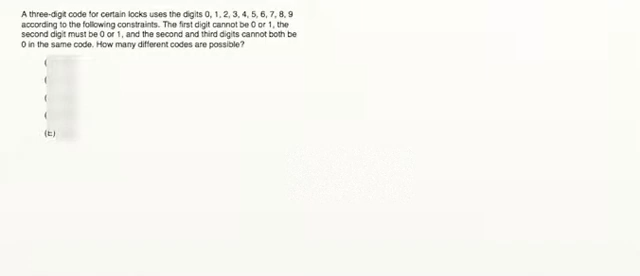 A three-digit code for certain locks uses the digits 0, 1, 2, 3, 4, 5, 6, 7, 8, 9
according to the following constraints. The first digit cannot be 0 or 1, the
second digit must be 0 or 1, and the second and third digits cannot both be
0 in the same code. How many different codes are possible?
(
(
(
(
(E)